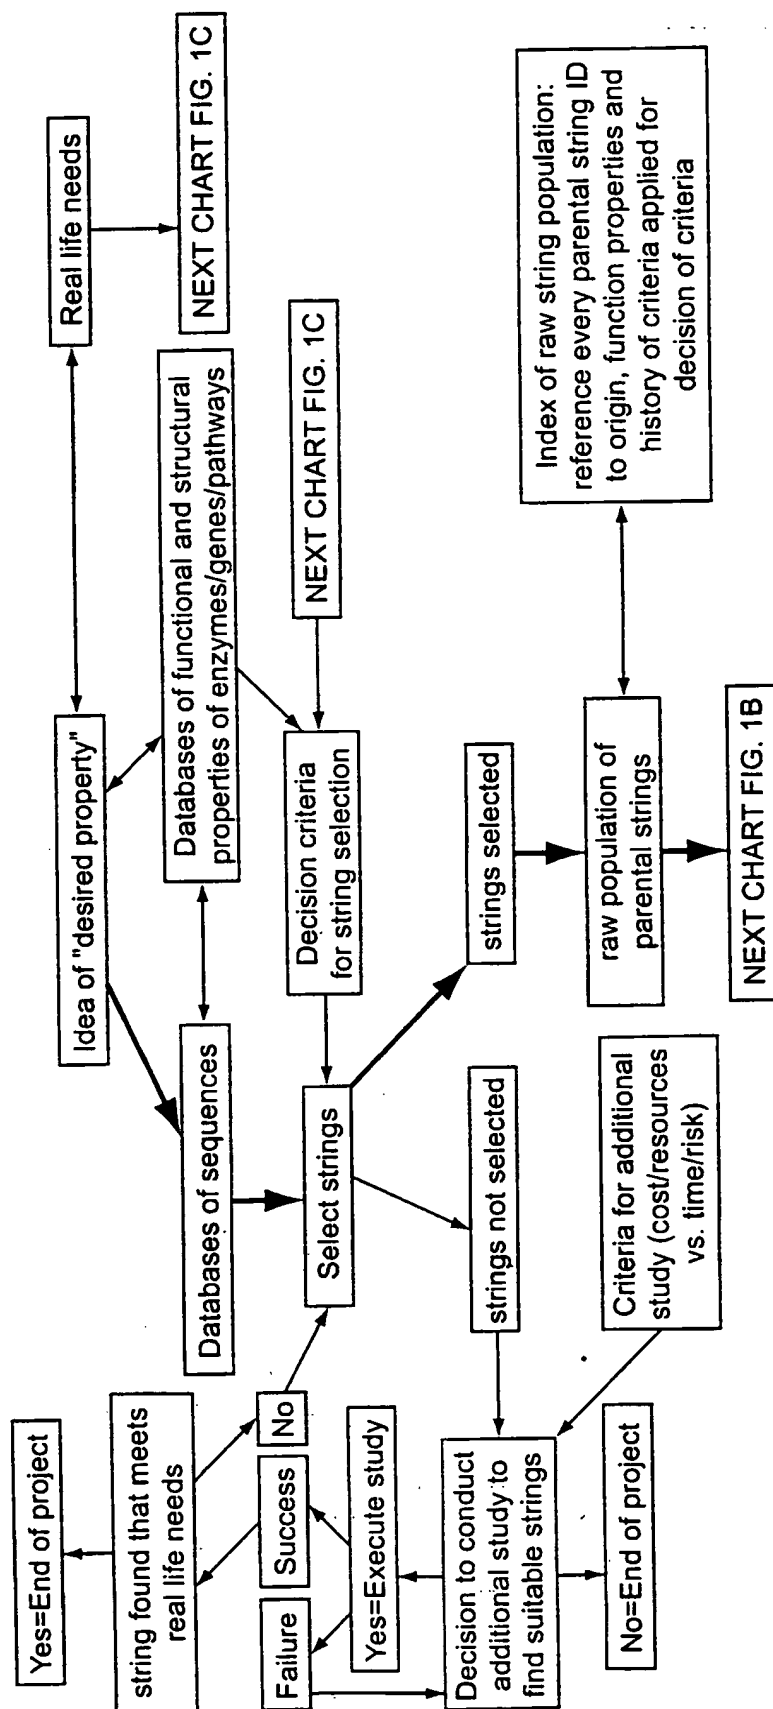 Yes=End of project
string found that meets
real life needs
No
Success
Failure
Yes=Execute study
Decision to conduct
additional study to
find suitable strings
No=End of project
Idea of "desired property"
Real life needs
NEXT CHART FIG. 1C
Databases of sequences
Databases of functional and structural
properties of enzymes/genes/pathways
Select strings
Decision criteria
for string selection
NEXT CHART FIG. 1C
strings not selected
strings selected
Criteria for additional
study (cost/resources
vs. time/risk)
raw population of
parental strings
NEXT CHART FIG. 1B
Index of raw string population:
reference every parental string ID
to origin, function properties and
history of criteria applied for
decision of criteria